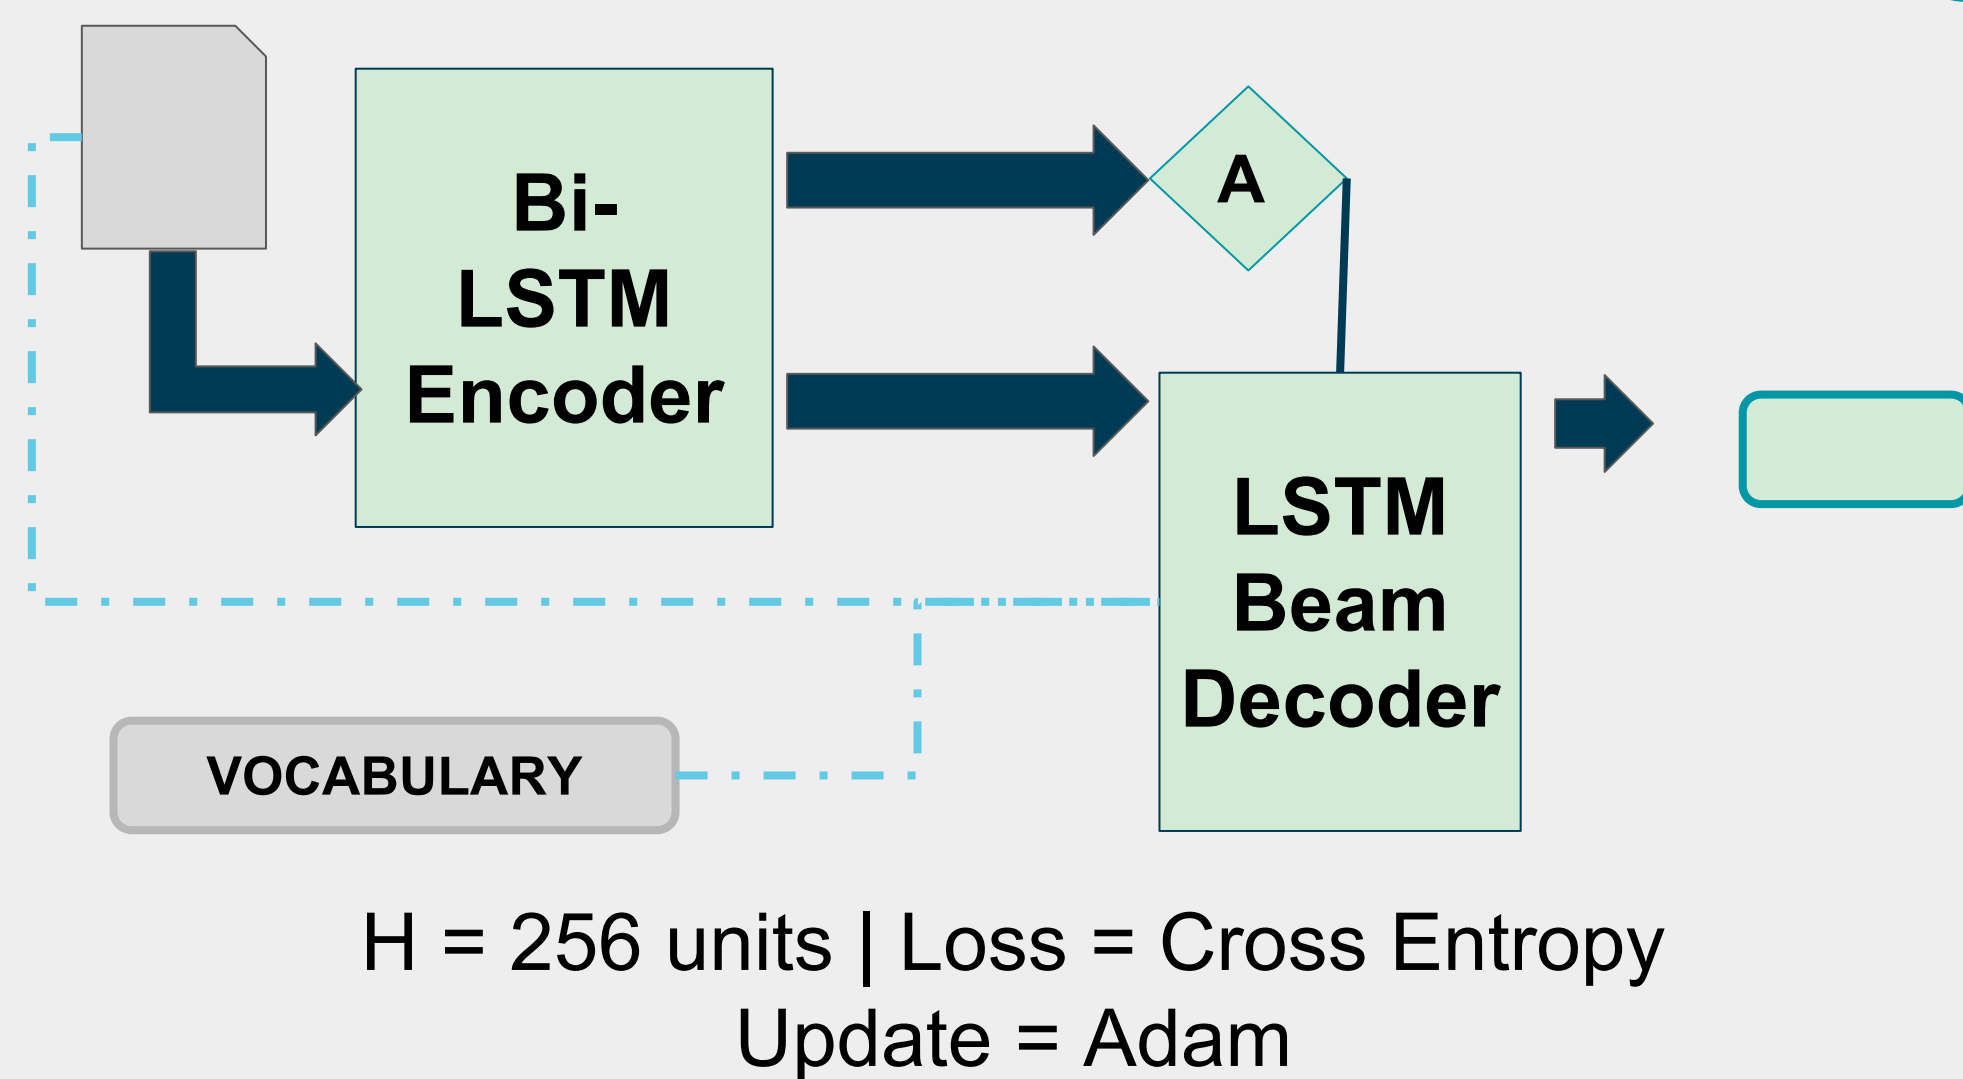 Bi-
LSTM
Encoder
A
LSTM
Beam
Decoder
VOCABULARY
H = 256 units | Loss = Cross Entropy
Update = Adam